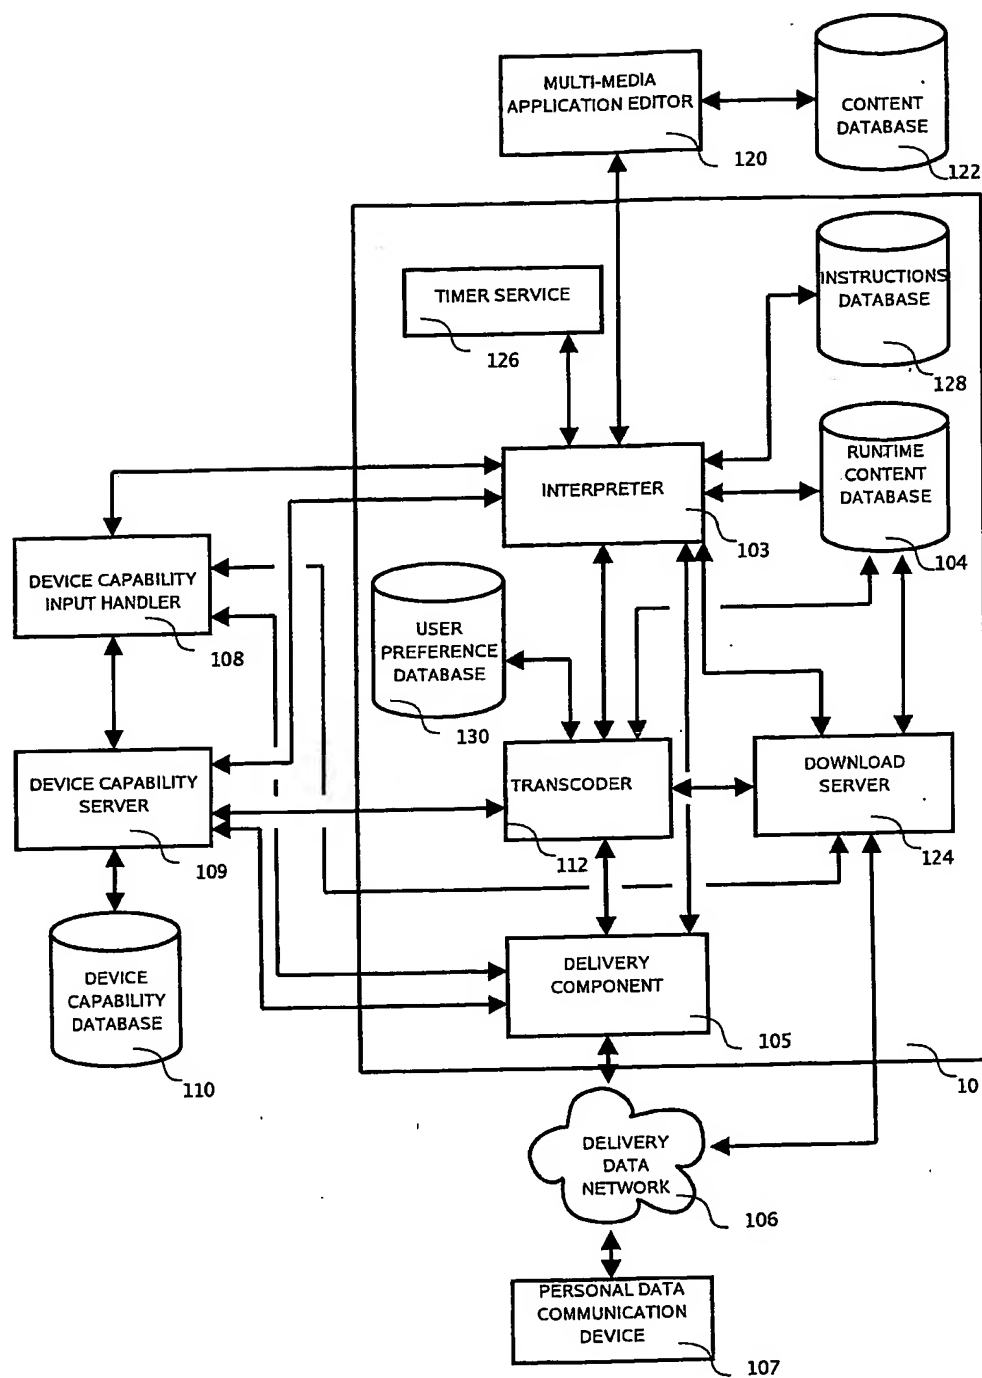 MULTI-MEDIA
APPLICATION EDITOR
120
CONTENT
DATABASE
122
TIMER SERVICE
126
INSTRUCTIONS
DATABASE
128
RUNTIME
CONTENT
DATABASE
104
INTERPRETER
103
DEVICE CAPABILITY
INPUT HANDLER
108
USER
PREFERENCE
DATABASE
130
DEVICE CAPABILITY
SERVER
109
TRANSCODER
112
DOWNLOAD
SERVER
124
DEVICE
CAPABILITY
DATABASE
110
DELIVERY
COMPONENT
105
10
DELIVERY
DATA
NETWORK
106
PERSONAL DATA
COMMUNICATION
DEVICE
107